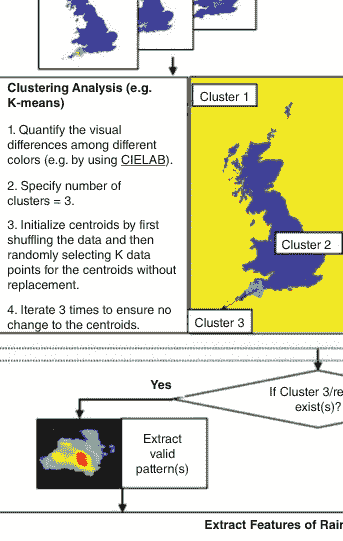 Clustering Analysis (e.g.
K-means)
1. Quantify the visual
differences among different
colors (e.g. by using CIELAB).
2. Specify number of
clusters = 3.
3. Initialize centroids by first
shuffling the data and then
randomly selecting K data
points for the centroids without
replacement.
4. Iterate 3 times to ensure no
change to the centroids.
Cluster 1
Cluster 2
Cluster 3
Yes
If Cluster 3/re
exist(s)?
Extract
valid
pattern(s)
Extract Features of Rain